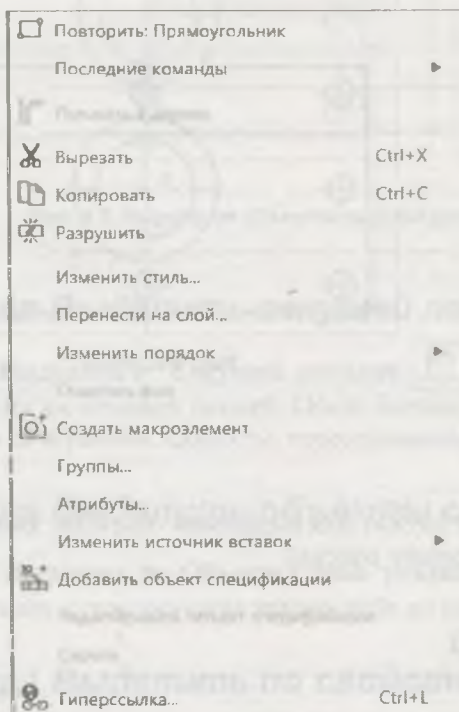 Повторить: Прямоугольник
Последние команды
Вырезать Ctrl+X
Копировать Ctrl+C
Разрушить
Изменить стиль...
Перенести на слой...
Изменить порядок
Создать макроэлемент
Группы...
Атрибуты...
Изменить источник вставок
Добавить объект спецификации
Гиперссылка... Ctrl+L